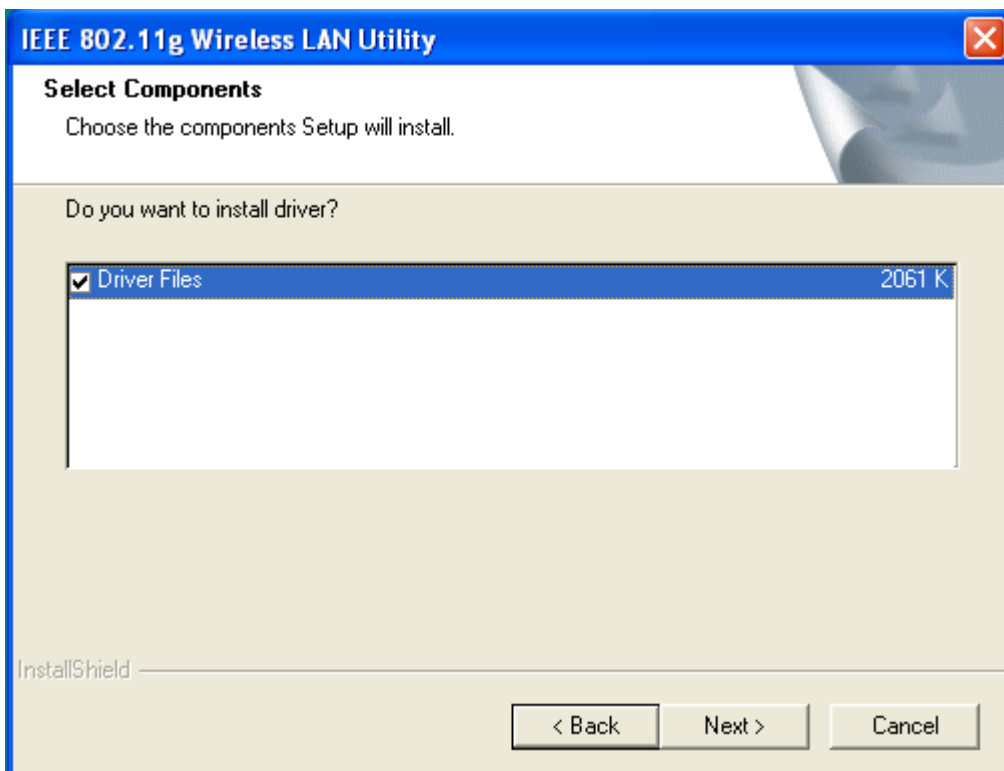 IEEE 802.11g Wireless LAN Utility
Select Components
Choose the components Setup will install.
Do you want to install driver?
Driver Files 2061 K
InstallShield
< Back Next > Cancel